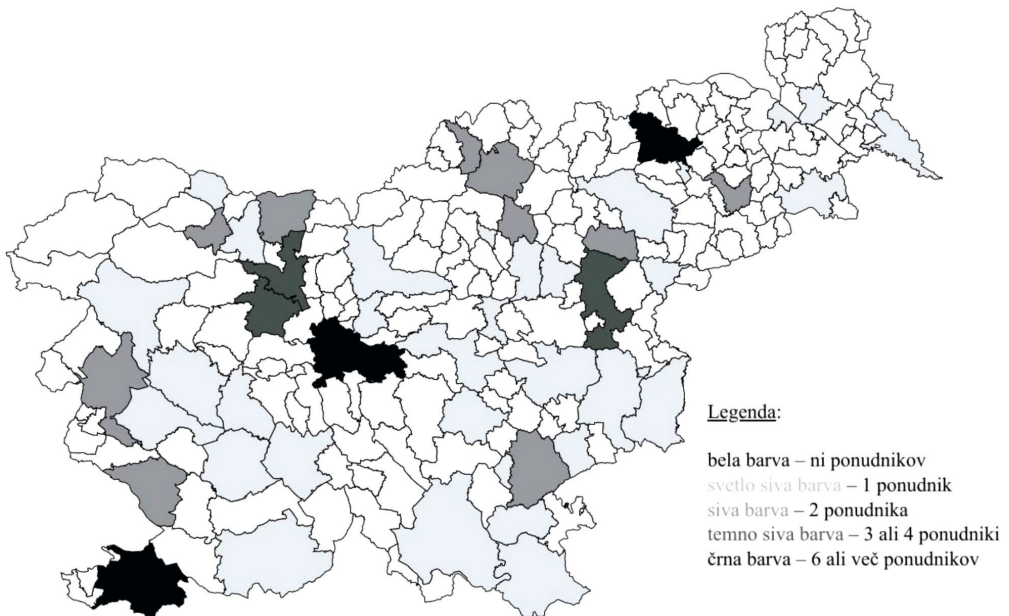 Legenda:
bela barva – ni ponudnikov
svetlo siva barva – 1 ponudnik
siva barva – 2 ponudnika
temno siva barva – 3 ali 4 ponudniki
črna barva – 6 ali več ponudnikov